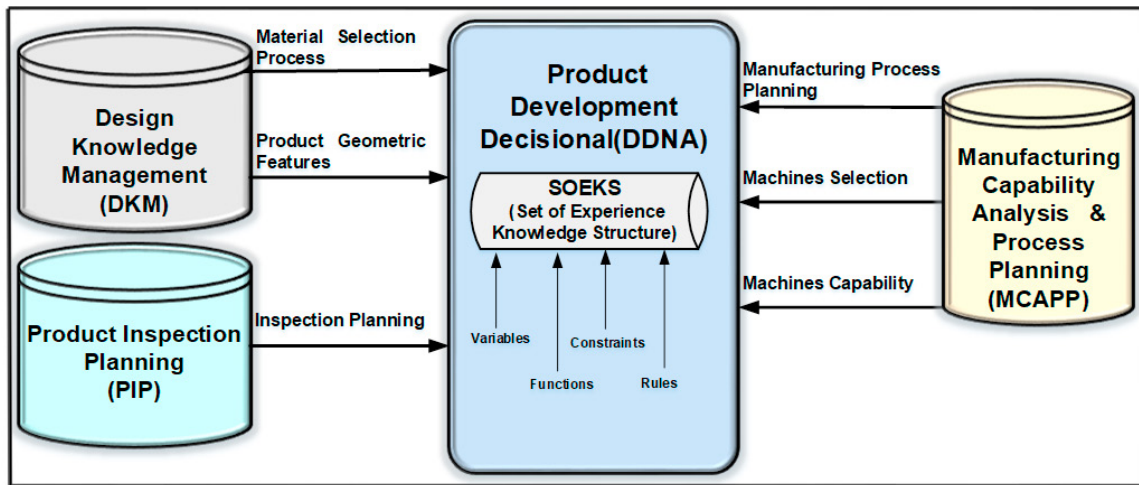 Material Selection
Process
Design
Knowledge
Management
(DKM)
Product Geometric
Features
Product Inspection
Planning
(PIP)
Inspection Planning
Product
Development
Decisional(DDNA)
SOEKS
( Set of Experience
Knowledge Structure)
Variables
Constraints
Functions
Rules
Manufacturing Process
Planning
Machines Selection
Machines Capability
Manufacturing
Capability
Analysis &
Process
Planning
(MCAPP)